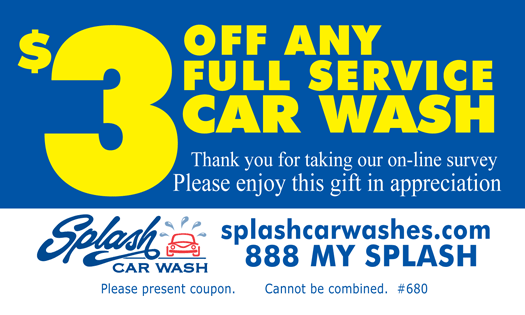 $3 OFF ANY
FULL SERVICE
CAR WASH
Thank you for taking our on-line survey
Please enjoy this gift in appreciation
Splash
CAR WASH
splashcarwashes.com
888 MY SPLASH
Please present coupon. Cannot be combined. #680